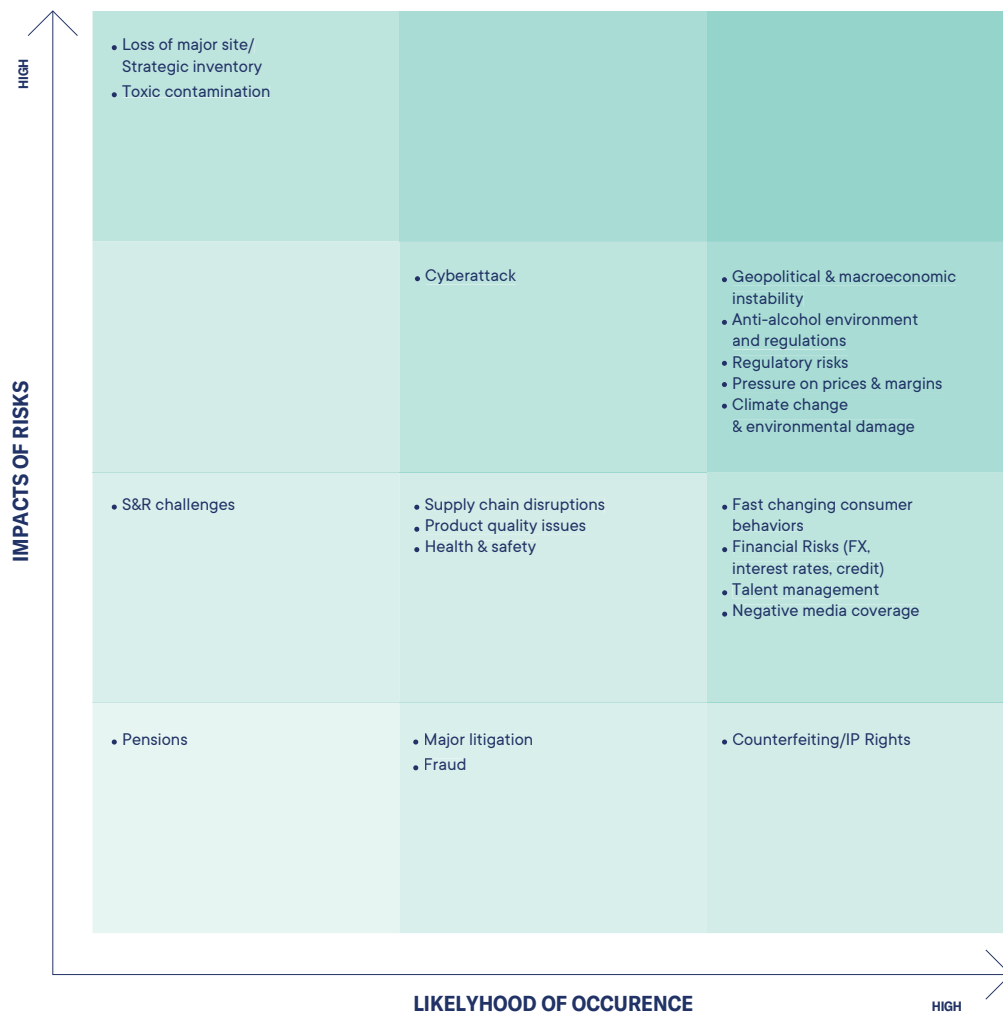 HIGH
IMPACTS OF RISKS
• Loss of major site/
Strategic inventory
• Toxic contamination
• Cyberattack
• Geopolitical & macroeconomic
instability
• Anti-alcohol environment
and regulations
• Regulatory risks
• Pressure on prices & margins
• Climate change
& environmental damage
• S&R challenges
• Supply chain disruptions
• Product quality issues
• Health & safety
• Fast changing consumer
behaviors
• Financial Risks (FX,
interest rates, credit)
• Talent management
• Negative media coverage
• Pensions
• Major litigation
• Fraud
• Counterfeiting/IP Rights
LIKELYHOOD OF OCCURENCE
HIGH